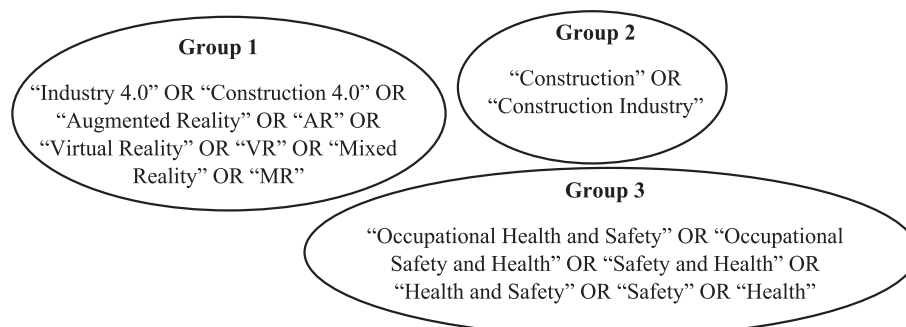 Group 1
“Industry 4.0” OR “Construction 4.0” OR
“Augmented Reality” OR “AR” OR
“Virtual Reality” OR “VR” OR “Mixed
Reality” OR “MR”
Group 2
“Construction” OR
“Construction Industry”
Group 3
“Occupational Health and Safety” OR “Occupational
Safety and Health” OR “Safety and Health” OR
“Health and Safety” OR “Safety” OR “Health”